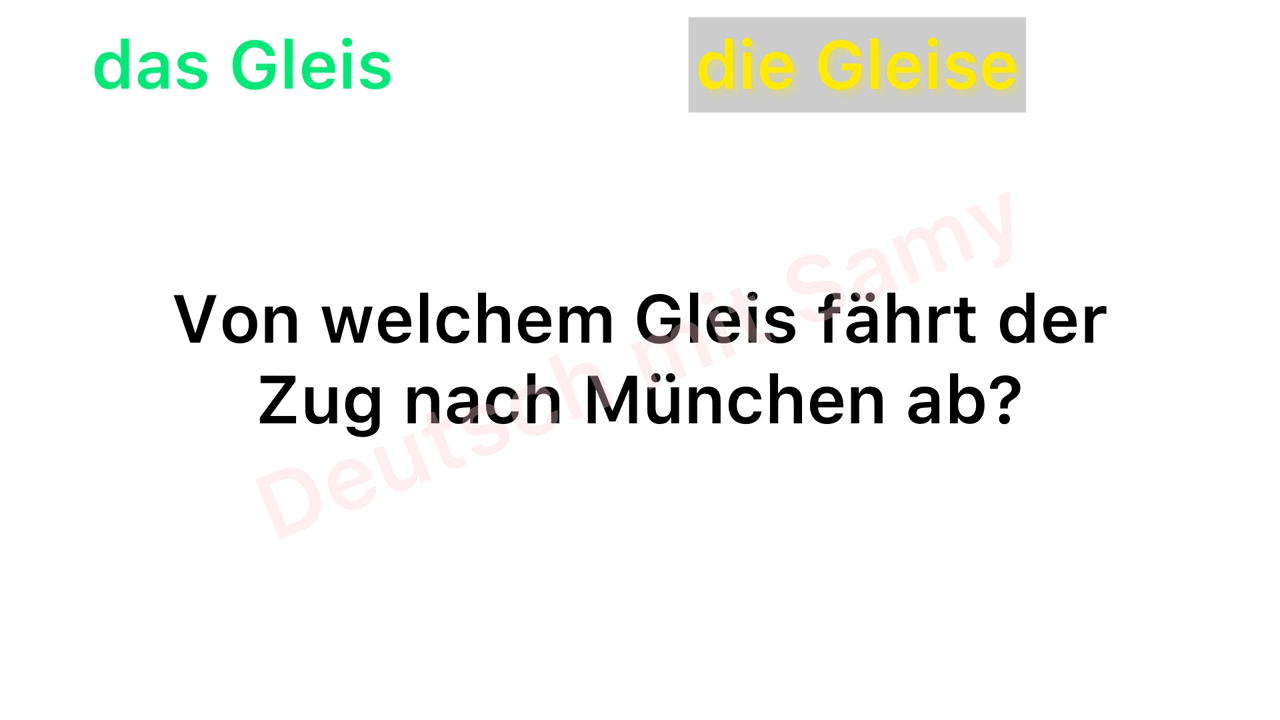 das Gleis
die Gleise
Von welchem Gleis fährt der
Zug nach München ab?
Deutsch mit Samy